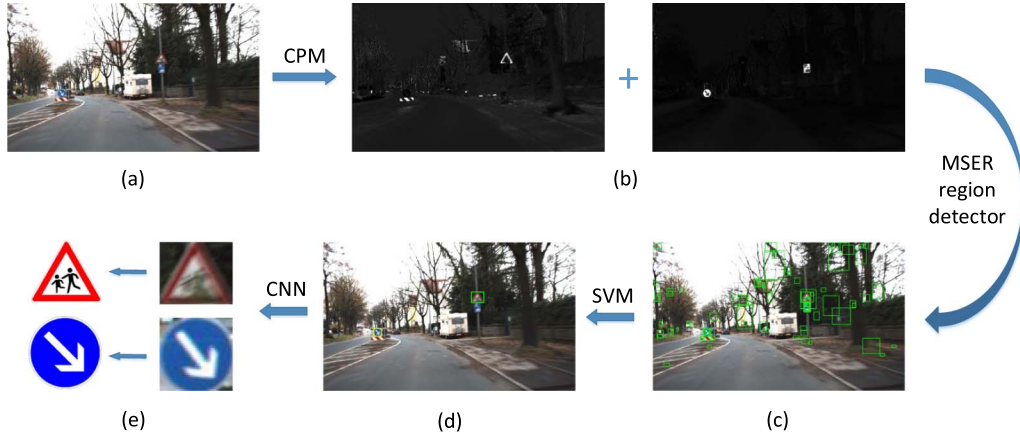 CPM
+
(a)
(b)
MSER
region
detector
CNN
SVM
(e)
(d)
(c)